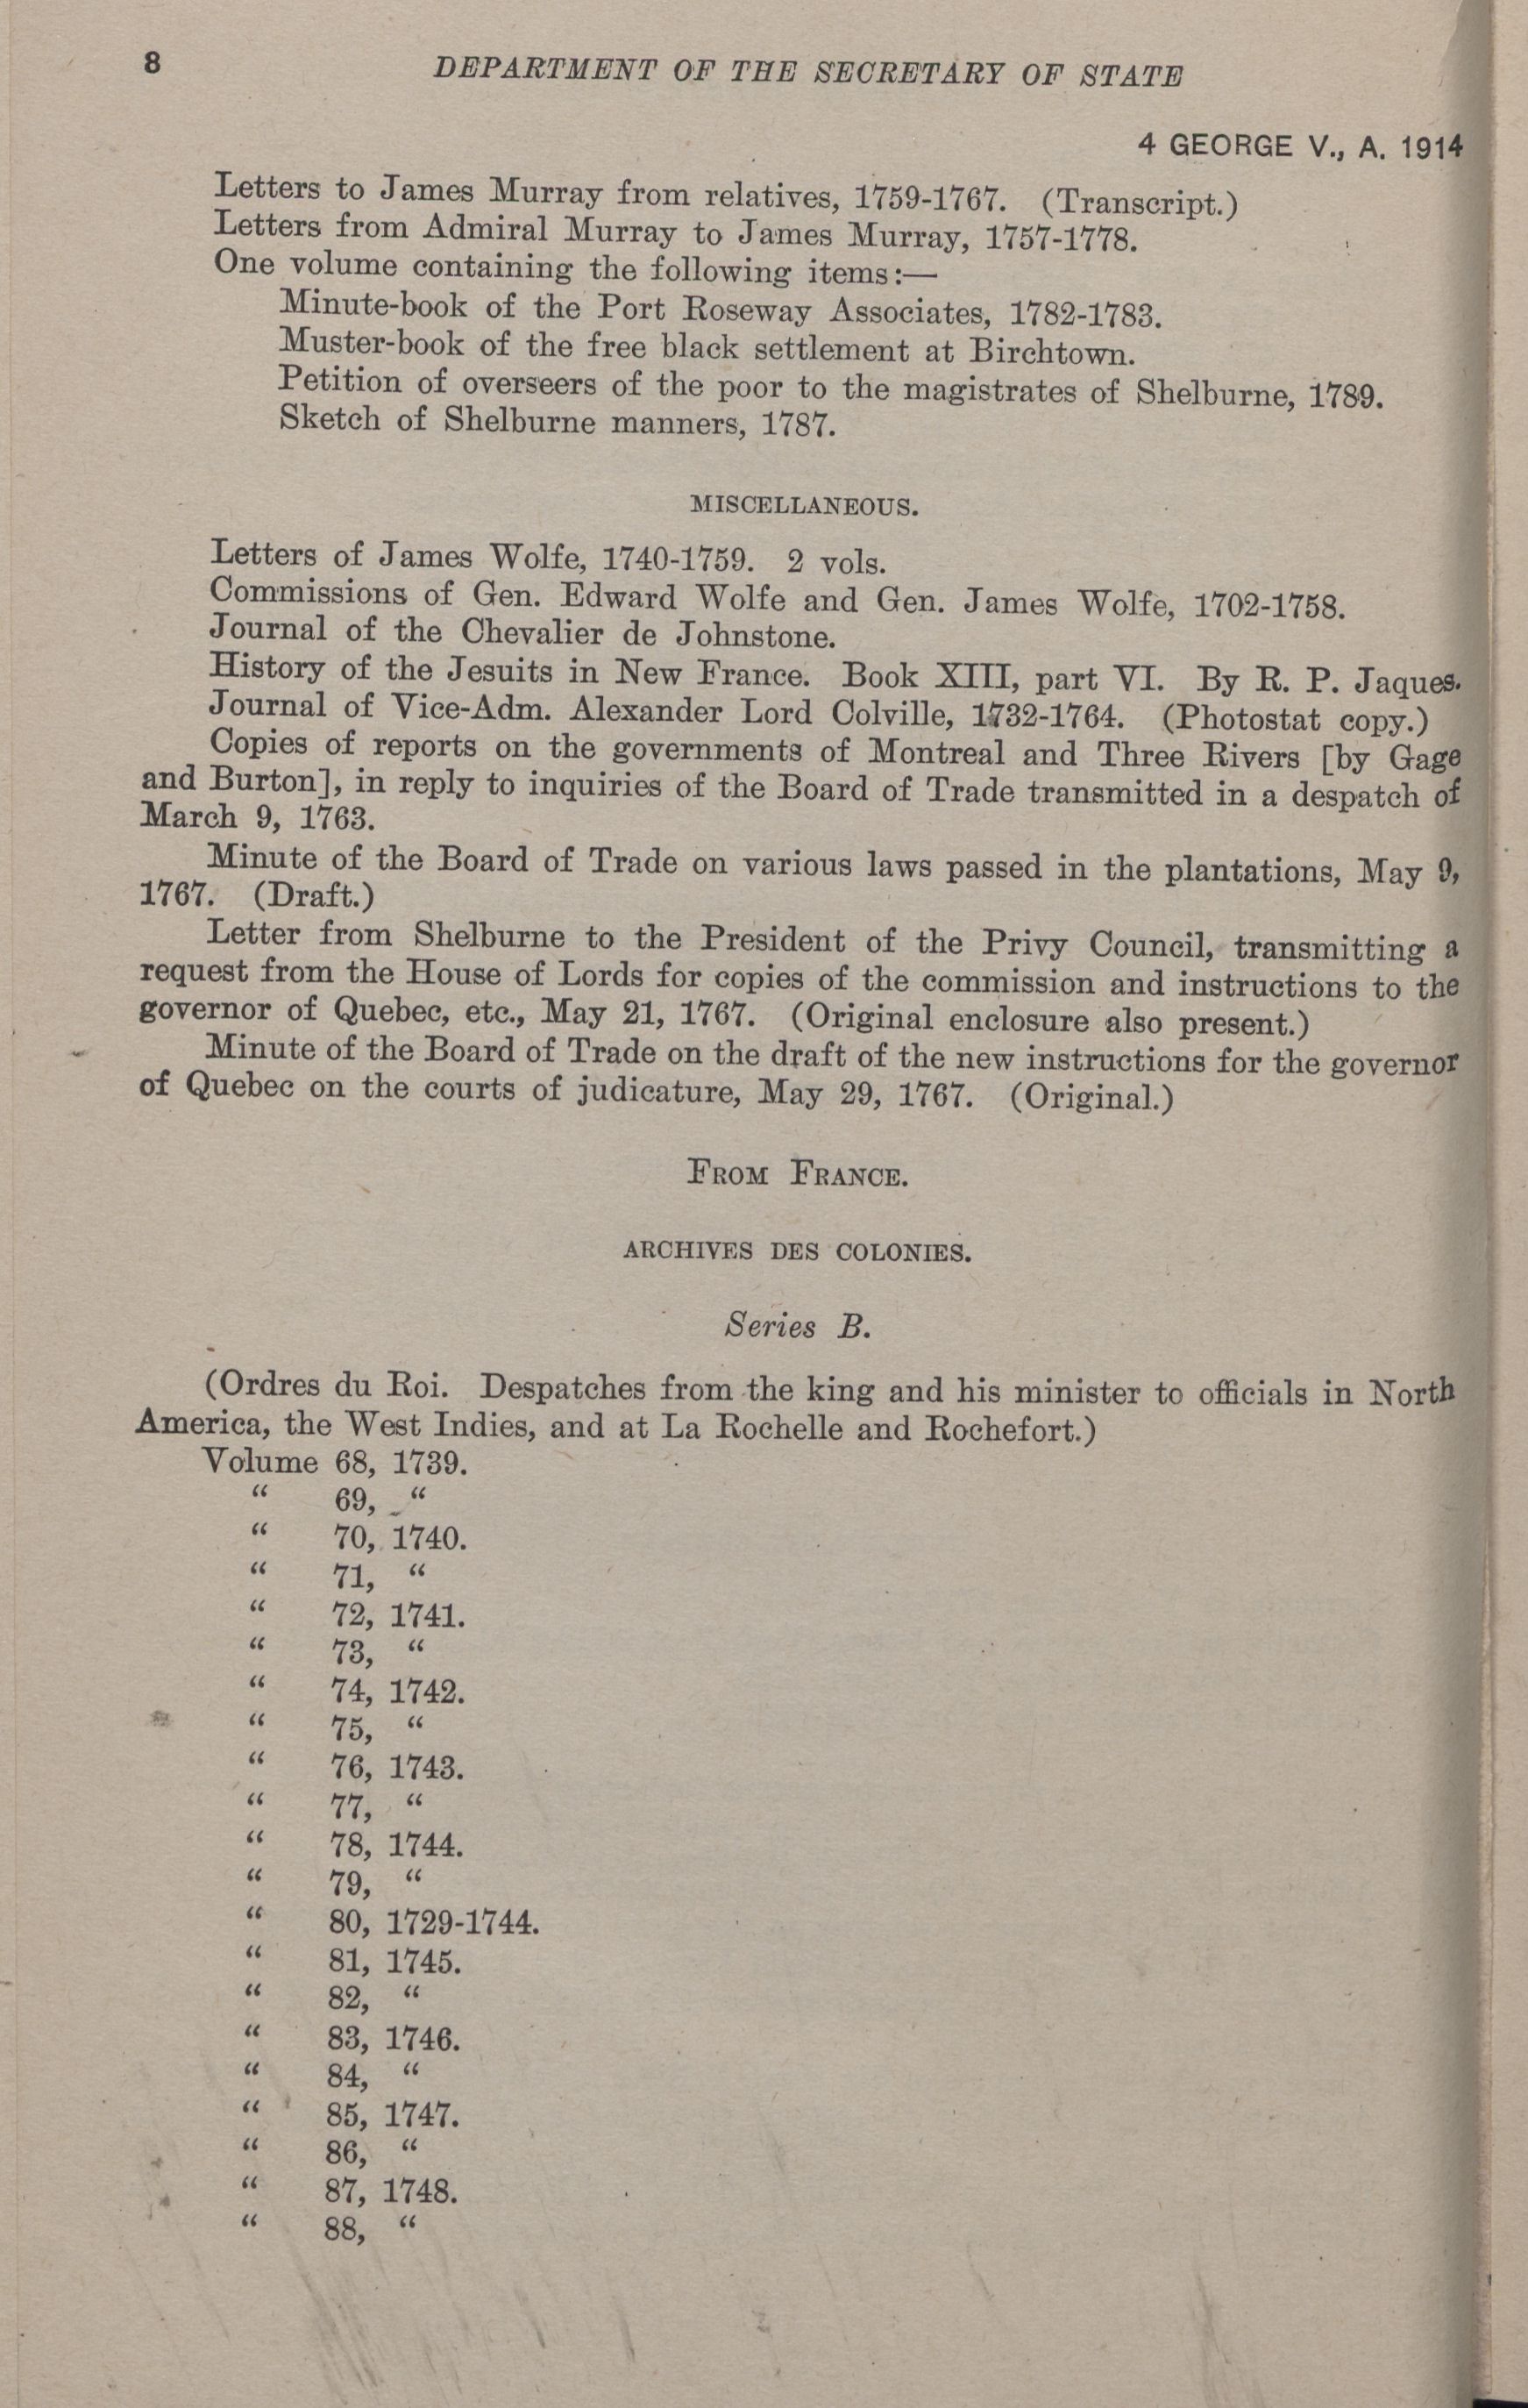 8
DEPARTMENT OF THE SECRETARY OF STATE
4 GEORGE V., A. 1914
Letters to James Murray from relatives, 1759-1767. (Transcript.)
Letters from Admiral Murray to James Murray, 1757-1778.
One volume containing the following items:—
Minute-book of the Port Roseway Associates, 1782-1783.
Muster-book of the free black settlement at Birchtown.
Petition of overseers of the poor to the magistrates of Shelburne, 1789.
Sketch of Shelburne manners, 1787.
MISCELLANEOUS.
Letters of James Wolfe, 1740-1759. 2 vols.
Commissions of Gen. Edward Wolfe and Gen. James Wolfe, 1702-1758.
Journal of the Chevalier de Johnstone.
History of the Jesuits in New France. Book XIII, part VI. By R. P. Jaques.
Journal of Vice-Adm. Alexander Lord Colville, 1732-1764. (Photostat copy.)
Copies of reports on the governments of Montreal and Three Rivers [by Gage
and Burton], in reply to inquiries of the Board of Trade transmitted in a despatch of
March 9, 1763.
Minute of the Board of Trade on various laws passed in the plantations, May 9,
1767. (Draft.)
Letter from Shelburne to the President of the Privy Council, transmitting a
request from the House of Lords for copies of the commission and instructions to the
governor of Quebec, etc., May 21, 1767. (Original enclosure also present.)
Minute of the Board of Trade on the draft of the new instructions for the governor
of Quebec on the courts of judicature, May 29, 1767. (Original.)
FROM FRANCE.
ARCHIVES DES COLONIES.
Series B.
(Ordres du Roi. Despatches from the king and his minister to officials in North
America, the West Indies, and at La Rochelle and Rochefort.)
Volume 68, 1739.
“ 69, “
“ 70, 1740.
“ 71, “
“ 72, 1741.
“ 73, “
“ 74, 1742.
“ 75, “
“ 76, 1743.
“ 77, “
“ 78, 1744.
“ 79, “
“ 80, 1729-1744.
“ 81, 1745.
“ 82, “
“ 83, 1746.
“ 84, “
“ 85, 1747.
“ 86, “
“ 87, 1748.
“ 88, “